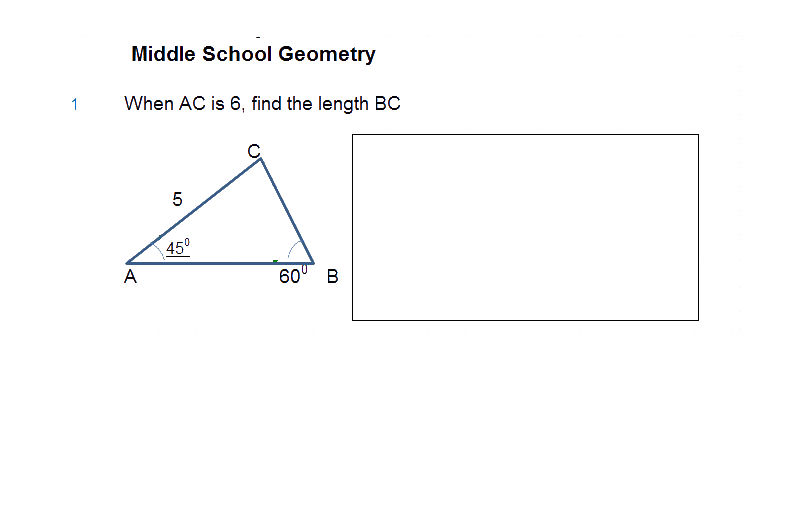 Middle School Geometry
1 When AC is 6, find the length BC
C
5
45⁰
A
60⁰ B